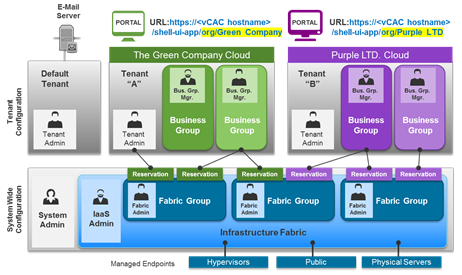 E-Mail
Server
PORTAL
URL:https://<vCAC hostname>
/shell-ui-app/org/Green_Company
PORTAL
URL:https://<vCAC hostname>
/shell-ui-app/org/Purple_LTD
Tenant
Configuration
Default
Tenant
Tenant
Admin
The Green Company Cloud
Tenant
"A"
Tenant
Admin
Bus. Grp.
Mgr.
Business
Group
Bus. Grp.
Mgr.
Business
Group
Purple LTD. Cloud
Tenant
"B"
Tenant
Admin
Bus. Grp.
Mgr.
Business
Group
Bus. Grp.
Mgr.
Business
Group
System Wide
Configuration
System
Admin
IaaS
Admin
Reservation
Reservation
Reservation
Reservation
Reservation
Reservation
Fabric
Admin
Fabric Group
Fabric
Admin
Fabric Group
Fabric
Admin
Fabric Group
Infrastructure Fabric
Managed Endpoints
Hypervisors
Public
Physical Servers